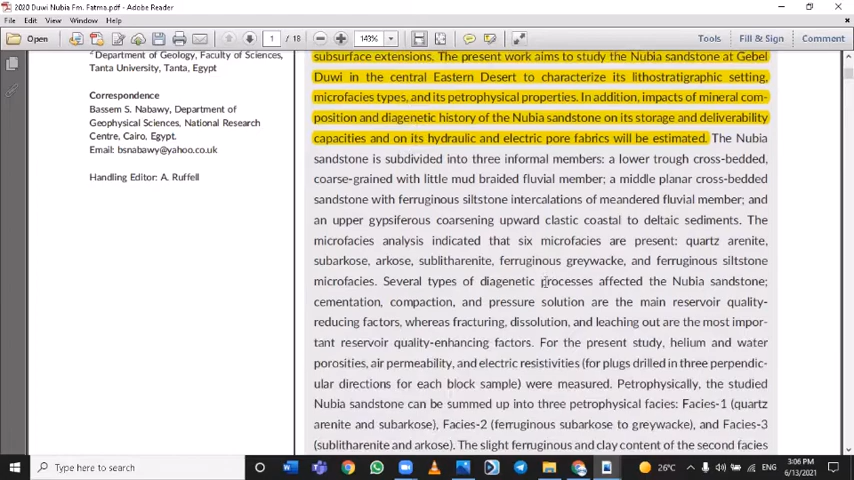 2020 Duwi Nubia Fm. Fatma.pdf - Adobe Reader
File Edit View Window Help
Open
1 / 18
143%
Tools
Fill & Sign
Comment
² Department of Geology, Faculty of Sciences,
Tanta University, Tanta, Egypt
Correspondence
Bassem S. Nabawy, Department of
Geophysical Sciences, National Research
Centre, Cairo, Egypt.
Email: bsnabawy@yahoo.co.uk
Handling Editor: A. Ruffell
subsurface extensions. The present work aims to study the Nubia sandstone at Gebel
Duwi in the central Eastern Desert to characterize its lithostratigraphic setting,
microfacies types, and its petrophysical properties. In addition, impacts of mineral com-
position and diagenetic history of the Nubia sandstone on its storage and deliverability
capacities and on its hydraulic and electric pore fabrics will be estimated. The Nubia
sandstone is subdivided into three informal members: a lower trough cross-bedded,
coarse-grained with little mud braided fluvial member; a middle planar cross-bedded
sandstone with ferruginous siltstone intercalations of meandered fluvial member; and
an upper gypsiferous coarsening upward clastic coastal to deltaic sediments. The
microfacies analysis indicated that six microfacies are present: quartz arenite,
subarkose, arkose, sublitharenite, ferruginous greywacke, and ferruginous siltstone
microfacies. Several types of diagenetic processes affected the Nubia sandstone;
cementation, compaction, and pressure solution are the main reservoir quality-
reducing factors, whereas fracturing, dissolution, and leaching out are the most impor-
tant reservoir quality-enhancing factors. For the present study, helium and water
porosities, air permeability, and electric resistivities (for plugs drilled in three perpendic-
ular directions for each block sample) were measured. Petrophysically, the studied
Nubia sandstone can be summed up into three petrophysical facies: Facies-1 (quartz
arenite and subarkose), Facies-2 (ferruginous subarkose to greywacke), and Facies-3
(sublitharenite and arkose). The slight ferruginous and clay content of the second facies
Type here to search
26°C
ENG
3:06 PM
6/13/2021